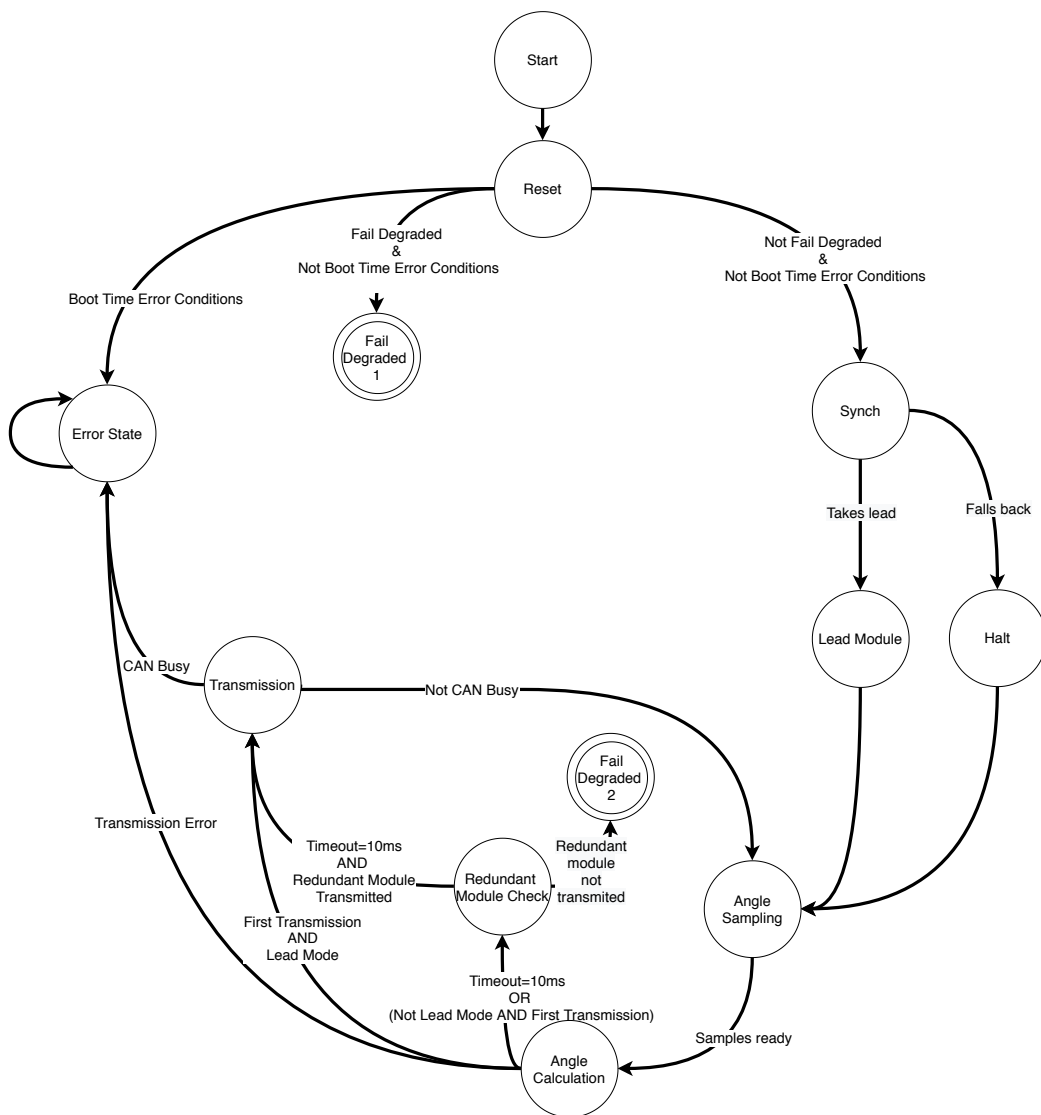 Start
Reset
Fail Degraded
&
Not Boot Time Error Conditions
Not Fail Degraded
&
Not Boot Time Error Conditions
Boot Time Error Conditions
Fail
Degraded
1
Synch
Error State
Takes lead
Falls back
Lead Module
Halt
CAN Busy
Transmission
Not CAN Busy
Fail
Degraded
2
Transmission Error
Timeout=10ms
AND
Redundant Module
Transmitted
Redundant
Module Check
Redundant
module
not
transmited
Angle
Sampling
First Transmission
AND
Lead Mode
Timeout=10ms
OR
(Not Lead Mode AND First Transmission)
Samples ready
Angle
Calculation